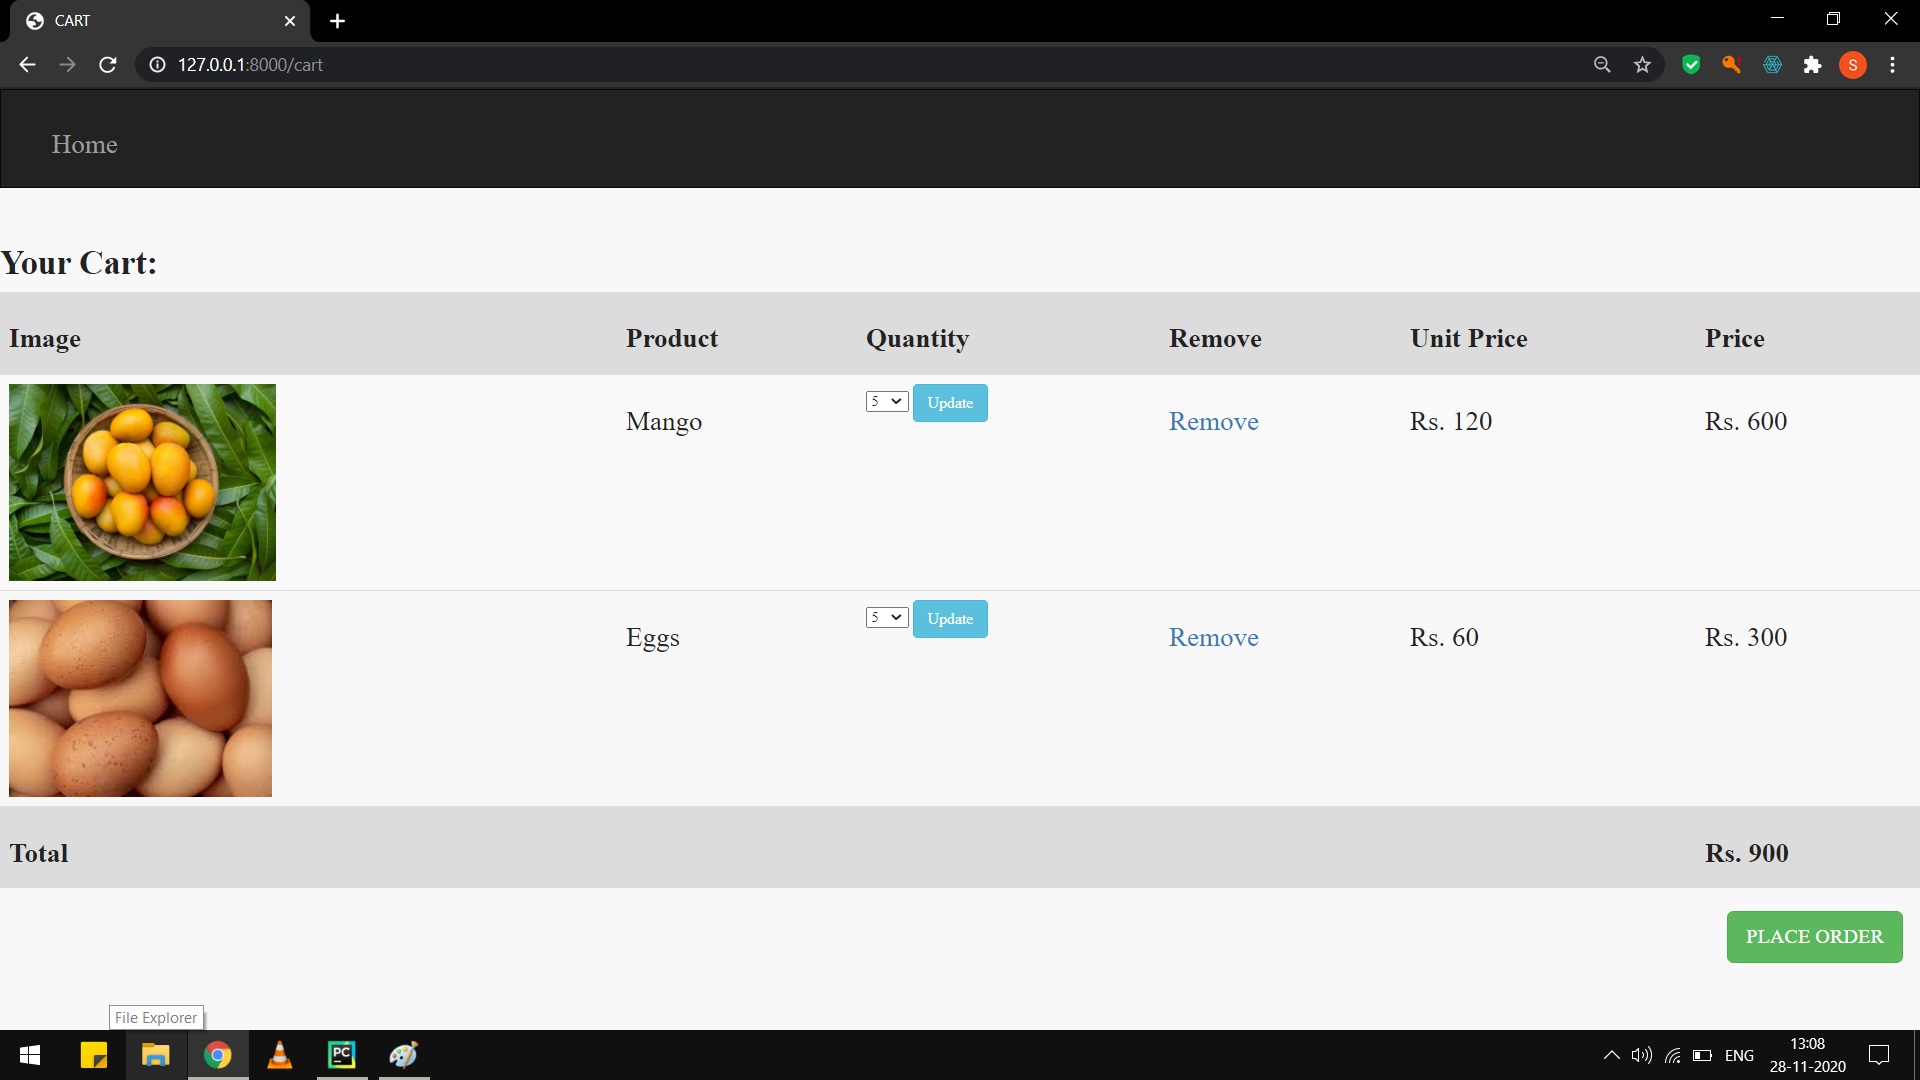 CART
127.0.0.1:8000/cart
S
Home
Your Cart:
Image Product Quantity Remove Unit Price Price
Mango 5 Update Remove Rs. 120 Rs. 600
Eggs 5 Update Remove Rs. 60 Rs. 300
Total Rs. 900
PLACE ORDER
File Explorer
PC
ENG
13:08
28-11-2020